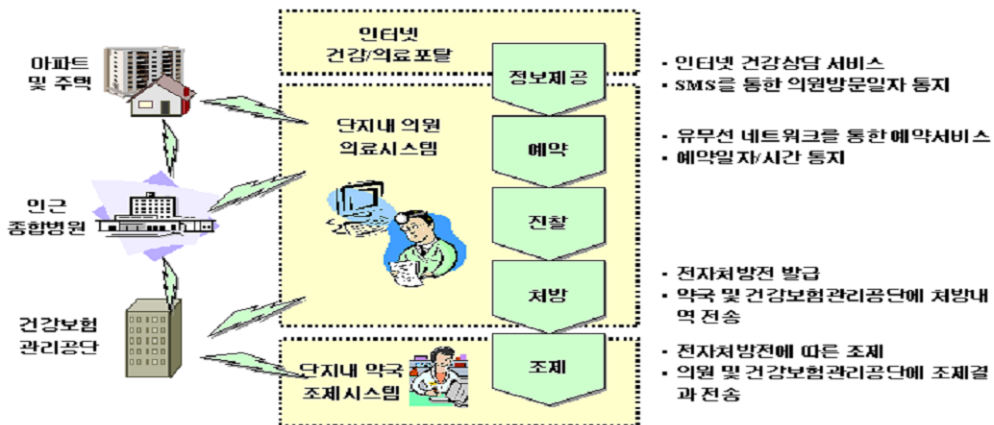 아파트
및 주택
인근
종합병원
건강보험
관리공단
인터넷
건강/의료포탈
단지내 의원
의료시스템
단지내 약국
조제시스템
정보제공
예약
진찰
처방
조제
· 인터넷 건강상담 서비스
· SMS를 통한 의원방문일자 통지
· 유무선 네트워크를 통한 예약서비스
· 예약일자/시간 통지
· 전자처방전 발급
· 약국 및 건강보험관리공단에 처방내
역 전송
· 전자처방전에 따른 조제
· 의원 및 건강보험관리공단에 조제결
과 전송